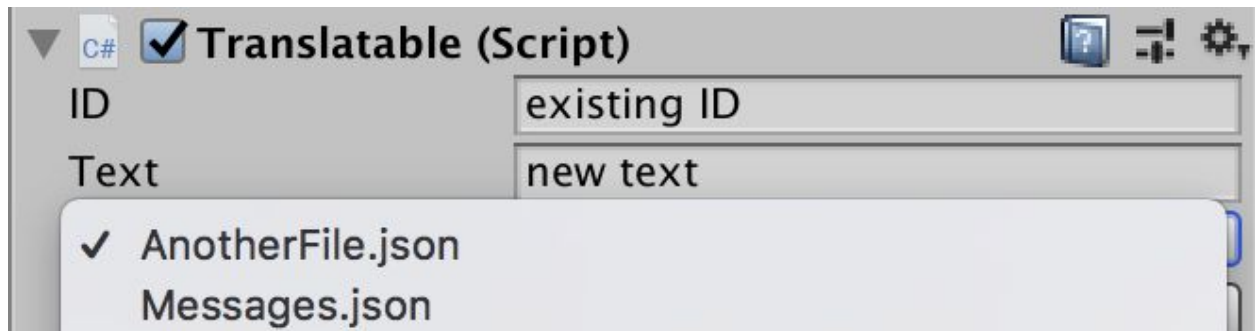 C# Translatable (Script)
ID existing ID
Text new text
✓ AnotherFile.json
Messages.json